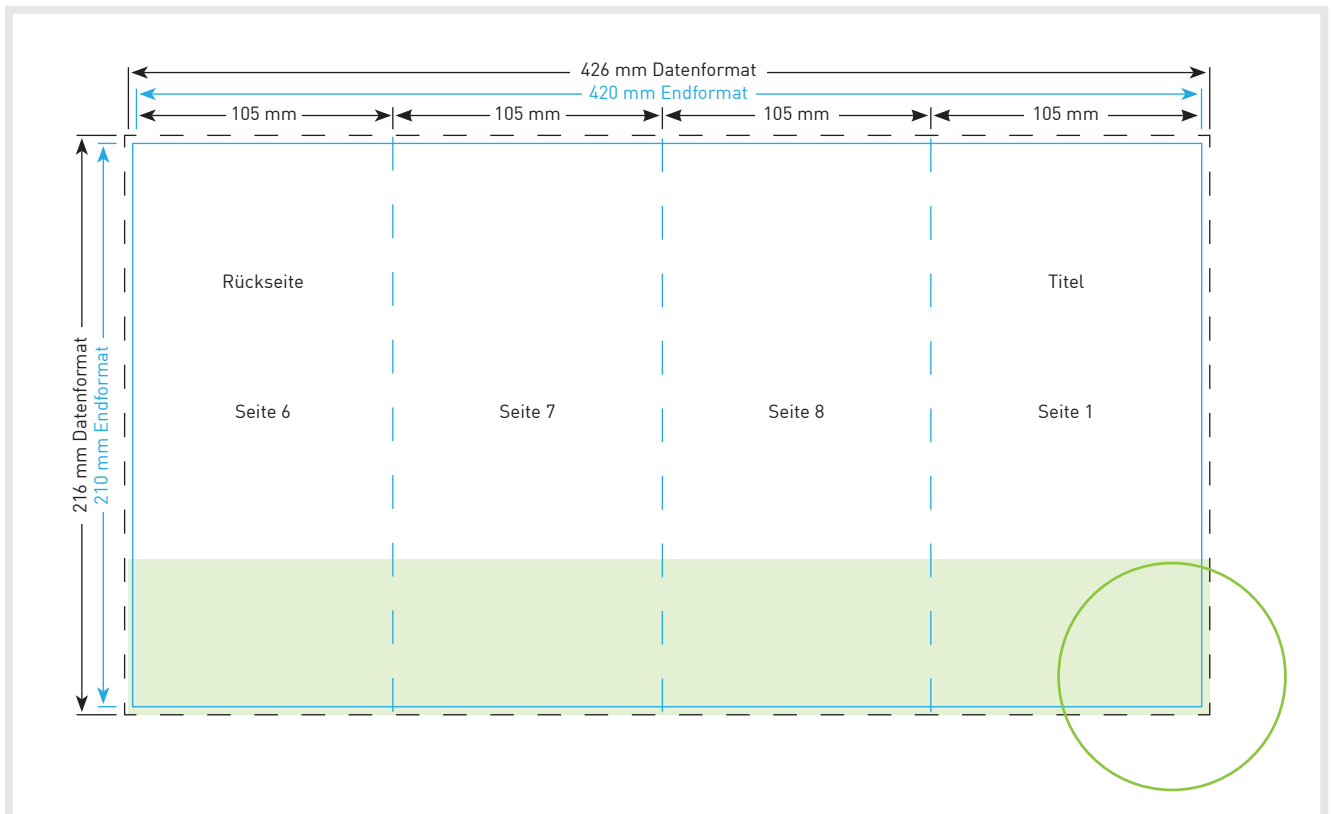 426 mm Datenformat
420 mm Endformat
105 mm
105 mm
105 mm
105 mm
216 mm Datenformat
210 mm Endformat
Rückseite
Titel
Seite 6
Seite 7
Seite 8
Seite 1